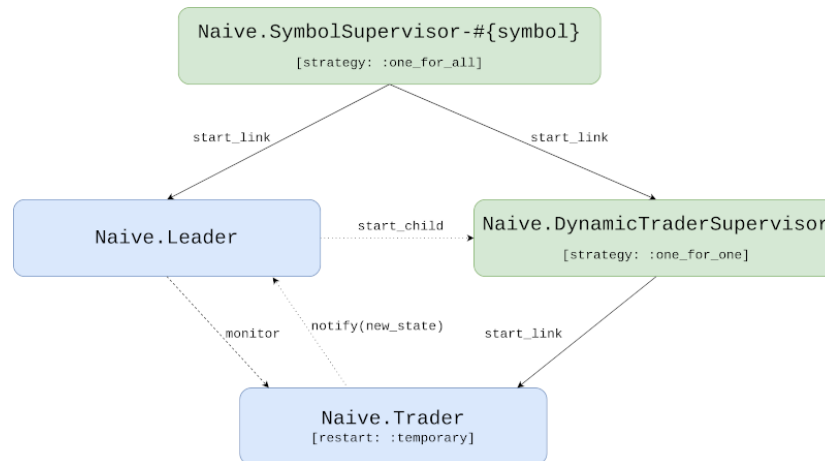 Naive.SymbolSupervisor-#{symbol}
[strategy: :one_for_all]
start_link
start_link
Naive.Leader
start_child
Naive.DynamicTraderSupervisor
[strategy: :one_for_one]
monitor
notify(new_state)
start_link
Naive.Trader
[restart: :temporary]